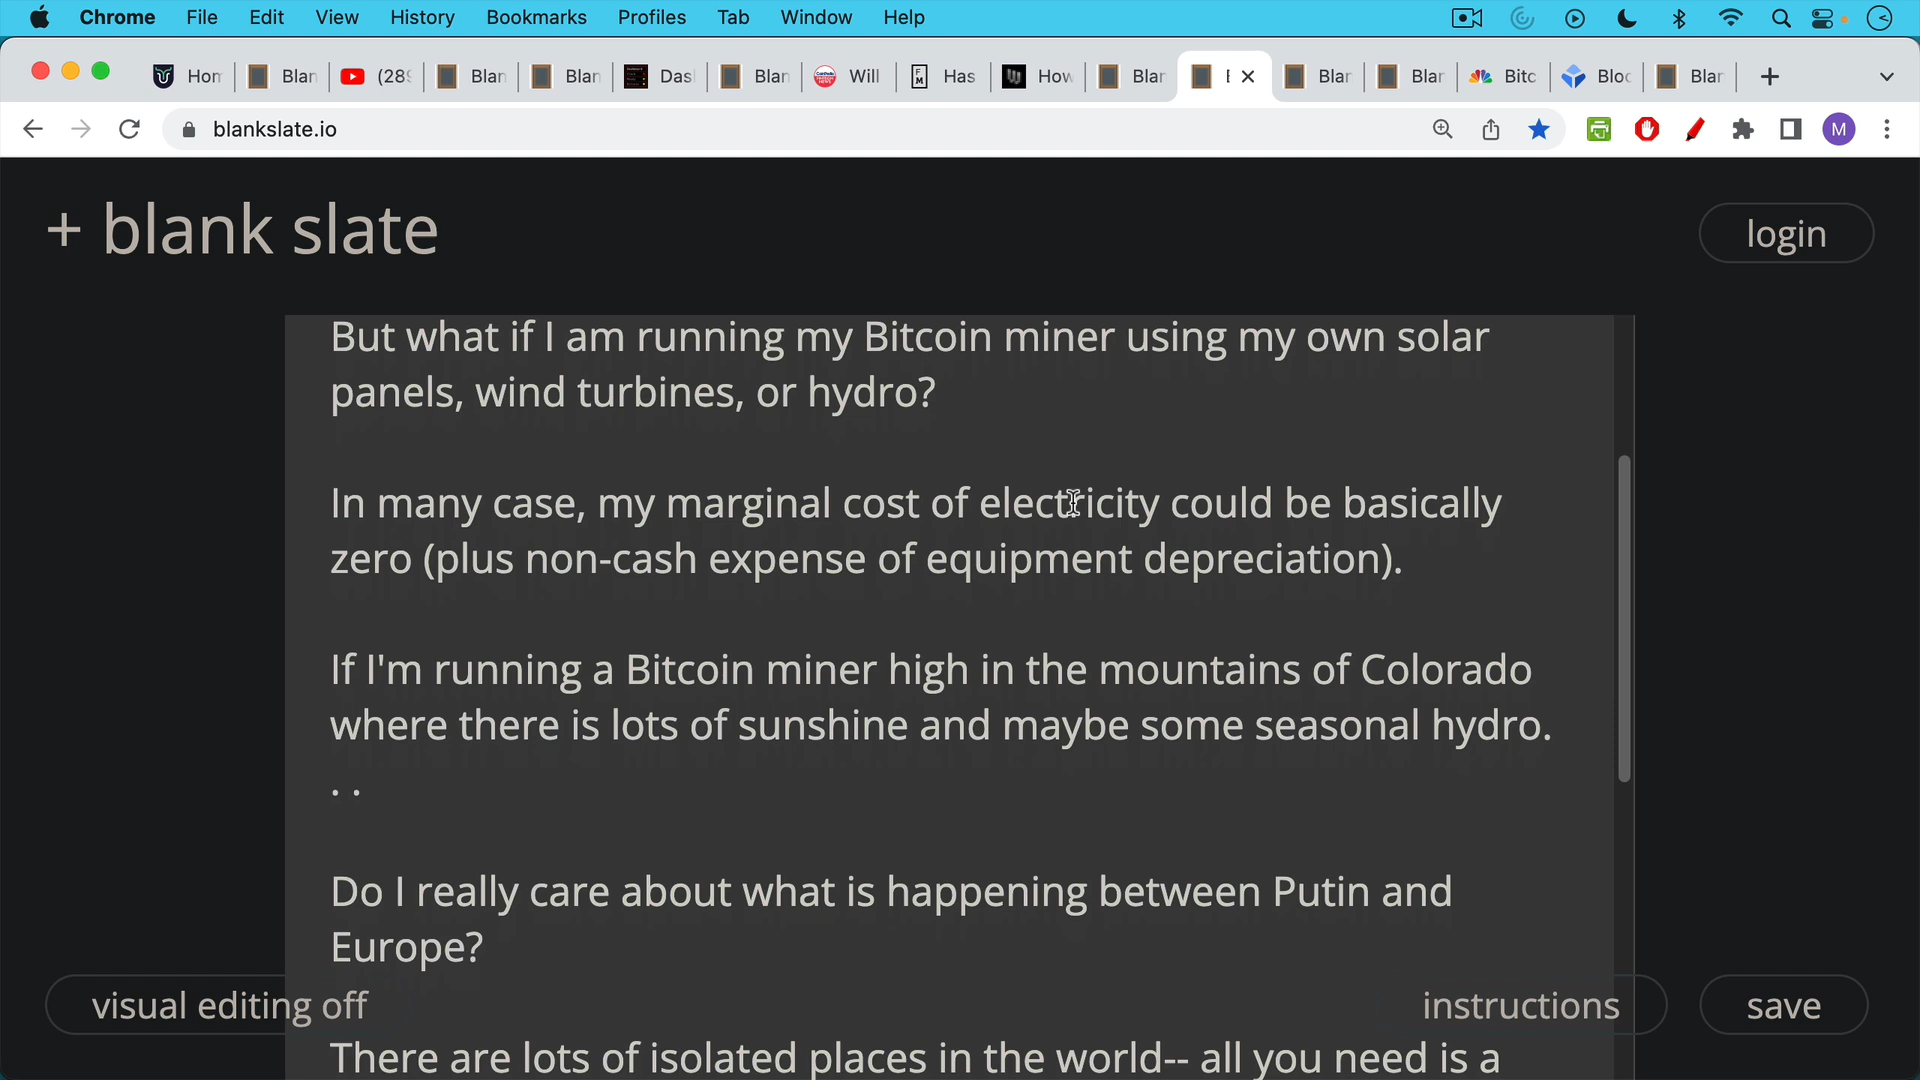 Chrome File Edit View History Bookmarks Profiles Tab Window Help
Hom Blan (289 Blan Blan Das Blan Will Has How Blan Blan Blan Bitc Bloc Blan
blankslate.io
M
+ blank slate
login
But what if I am running my Bitcoin miner using my own solar
panels, wind turbines, or hydro?
In many case, my marginal cost of electricity could be basically
zero (plus non-cash expense of equipment depreciation).
If I'm running a Bitcoin miner high in the mountains of Colorado
where there is lots of sunshine and maybe some seasonal hydro.
. .
Do I really care about what is happening between Putin and
Europe?
visual editing off
instructions
save
There are lots of isolated places in the world-- all you need is a